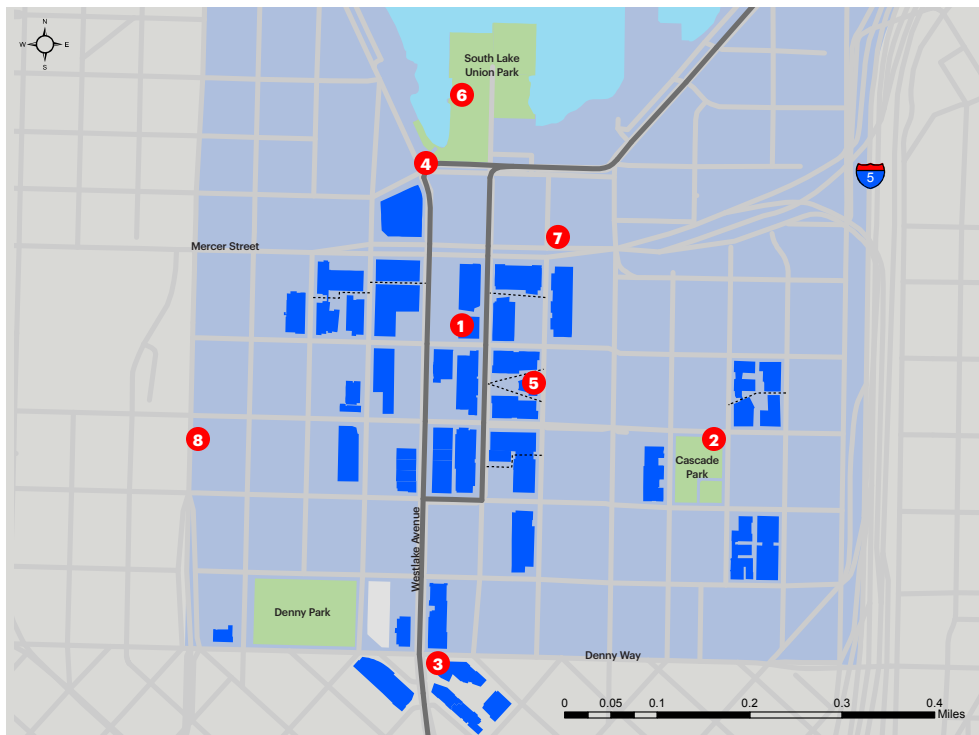 N
W
E
S
South Lake
Union Park
6
4
5
7
Mercer Street
1
5
8
2
Cascade
Park
Westlake Avenue
Denny Park
Denny Way
3
0
0.05
0.1
0.2
0.3
0.4
Miles